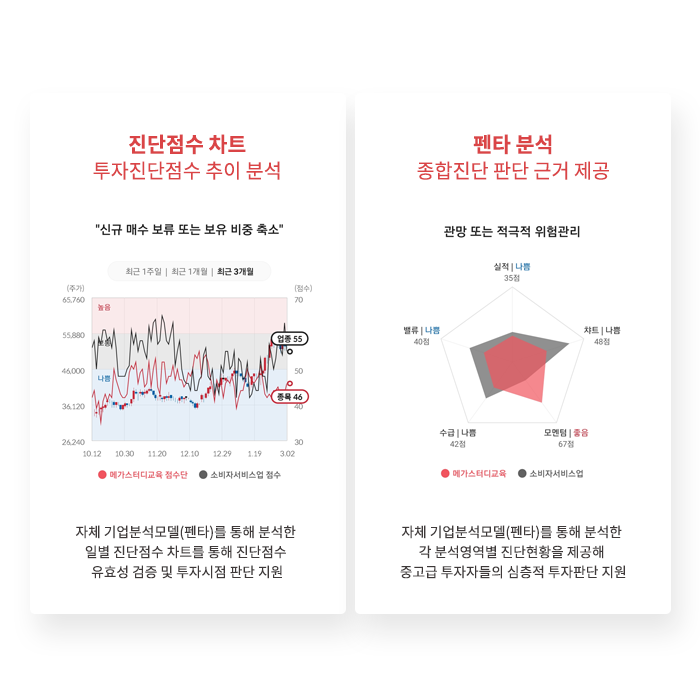 진단점수 차트
투자진단점수 추이 분석
"신규 매수 보류 또는 보유 비중 축소"
최근 1주일 | 최근 1개월 | 최근 3개월
(주가) (점수)
65,760 높음 70
55,880 업종 55
46,000 나쁨 50
종목 46
36,120 40
26,240 30
10.12 10.30 11.20 12.10 12.29 1.19 3.02
메가스터디교육 점수단 소비자서비스업 점수
자체 기업분석모델(펜타)를 통해 분석한
일별 진단점수 차트를 통해 진단점수
유효성 검증 및 투자시점 판단 지원
펜타 분석
종합진단 판단 근거 제공
관망 또는 적극적 위험관리
실적 | 나쁨
35점
밸류 | 나쁨 챠트 | 나쁨
40점 48점
수급 | 나쁨 모멘텀 | 좋음
42점 67점
메가스터디교육 소비자서비스업
자체 기업분석모델(펜타)를 통해 분석한
각 분석영역별 진단현황을 제공해
중고급 투자자들의 심층적 투자판단 지원